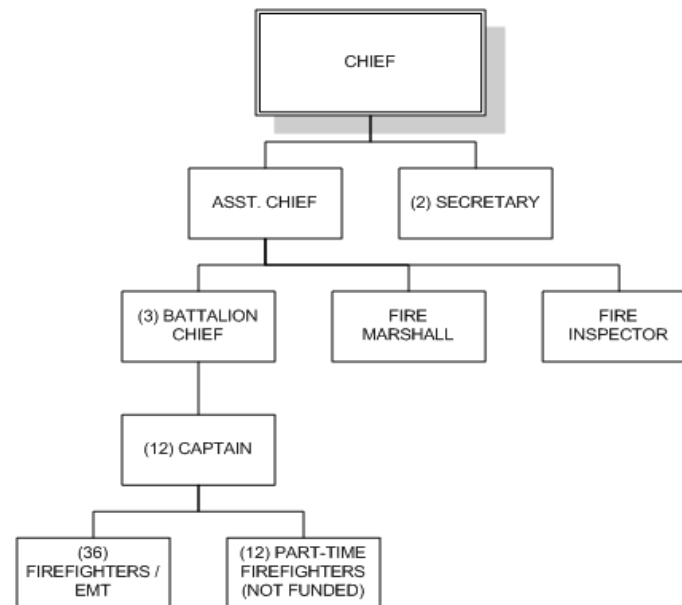 CHIEF
ASST. CHIEF
(2) SECRETARY
(3) BATTALION
CHIEF
FIRE
MARSHALL
FIRE
INSPECTOR
(12) CAPTAIN
(36)
FIREFIGHTERS /
EMT
(12) PART-TIME
FIREFIGHTERS
(NOT FUNDED)